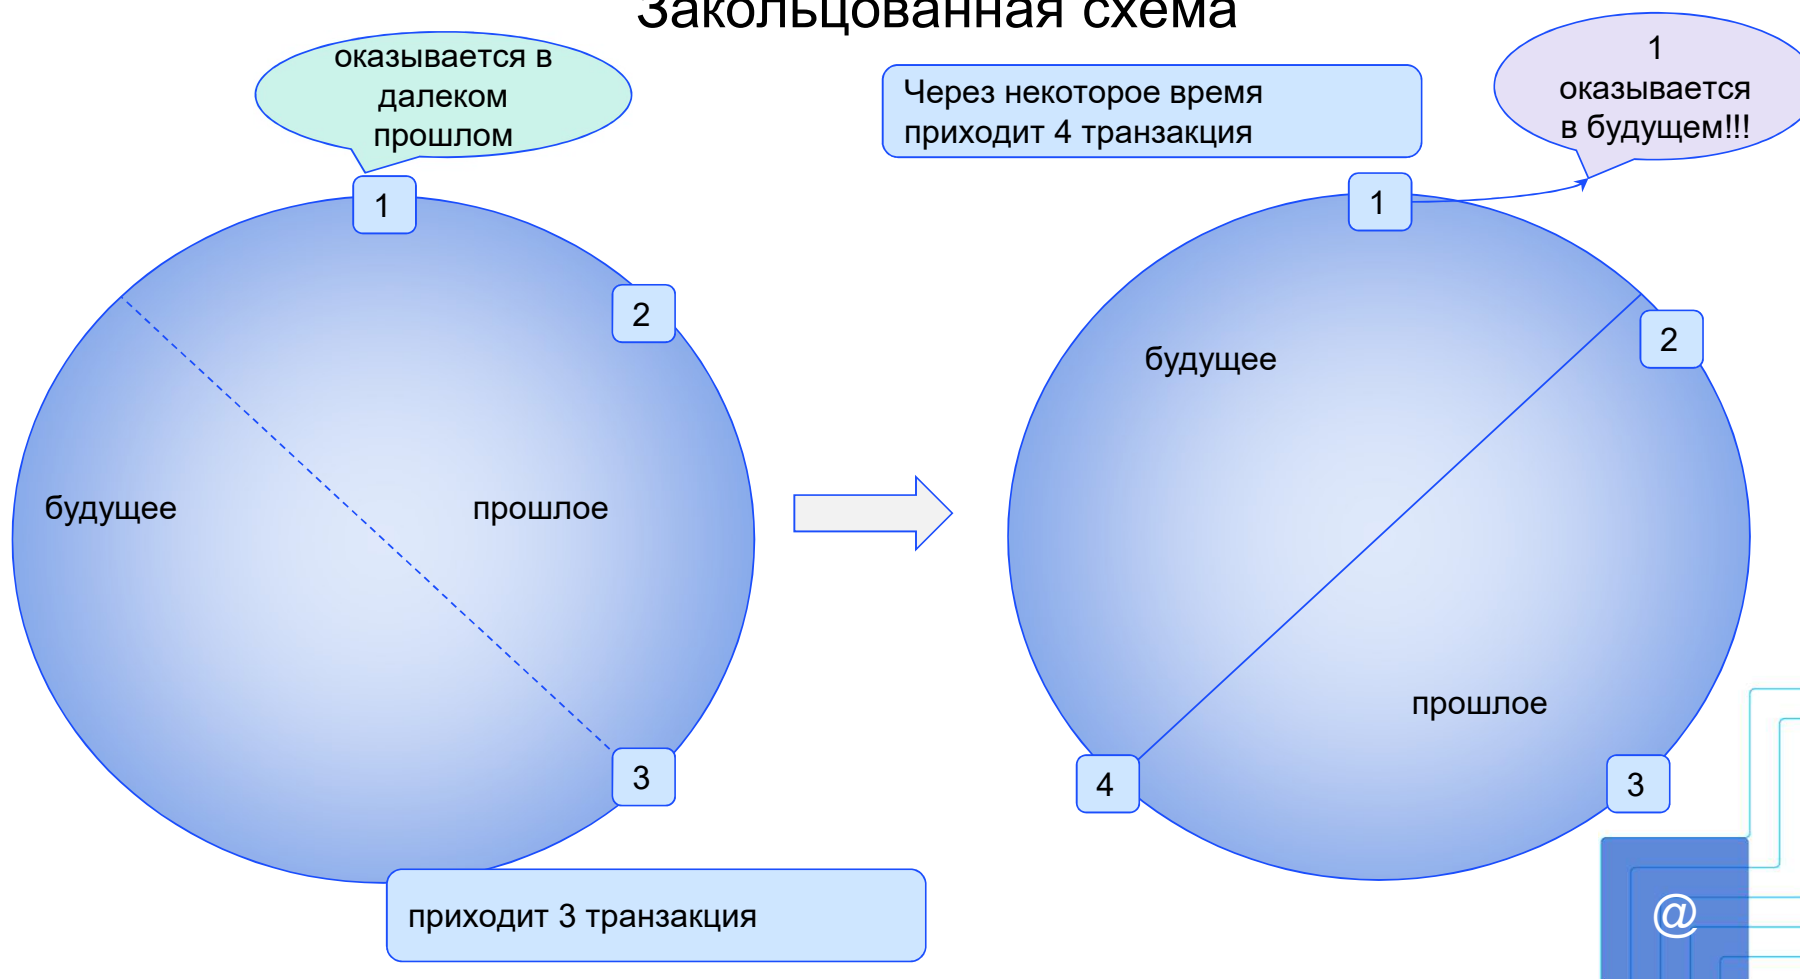 Закольцованная схема
оказывается в
далеком
прошлом
Через некоторое время
приходит 4 транзакция
1
оказывается
в будущем!!!
1
2
будущее
прошлое
3
приходит 3 транзакция
1
2
будущее
прошлое
4
3
@